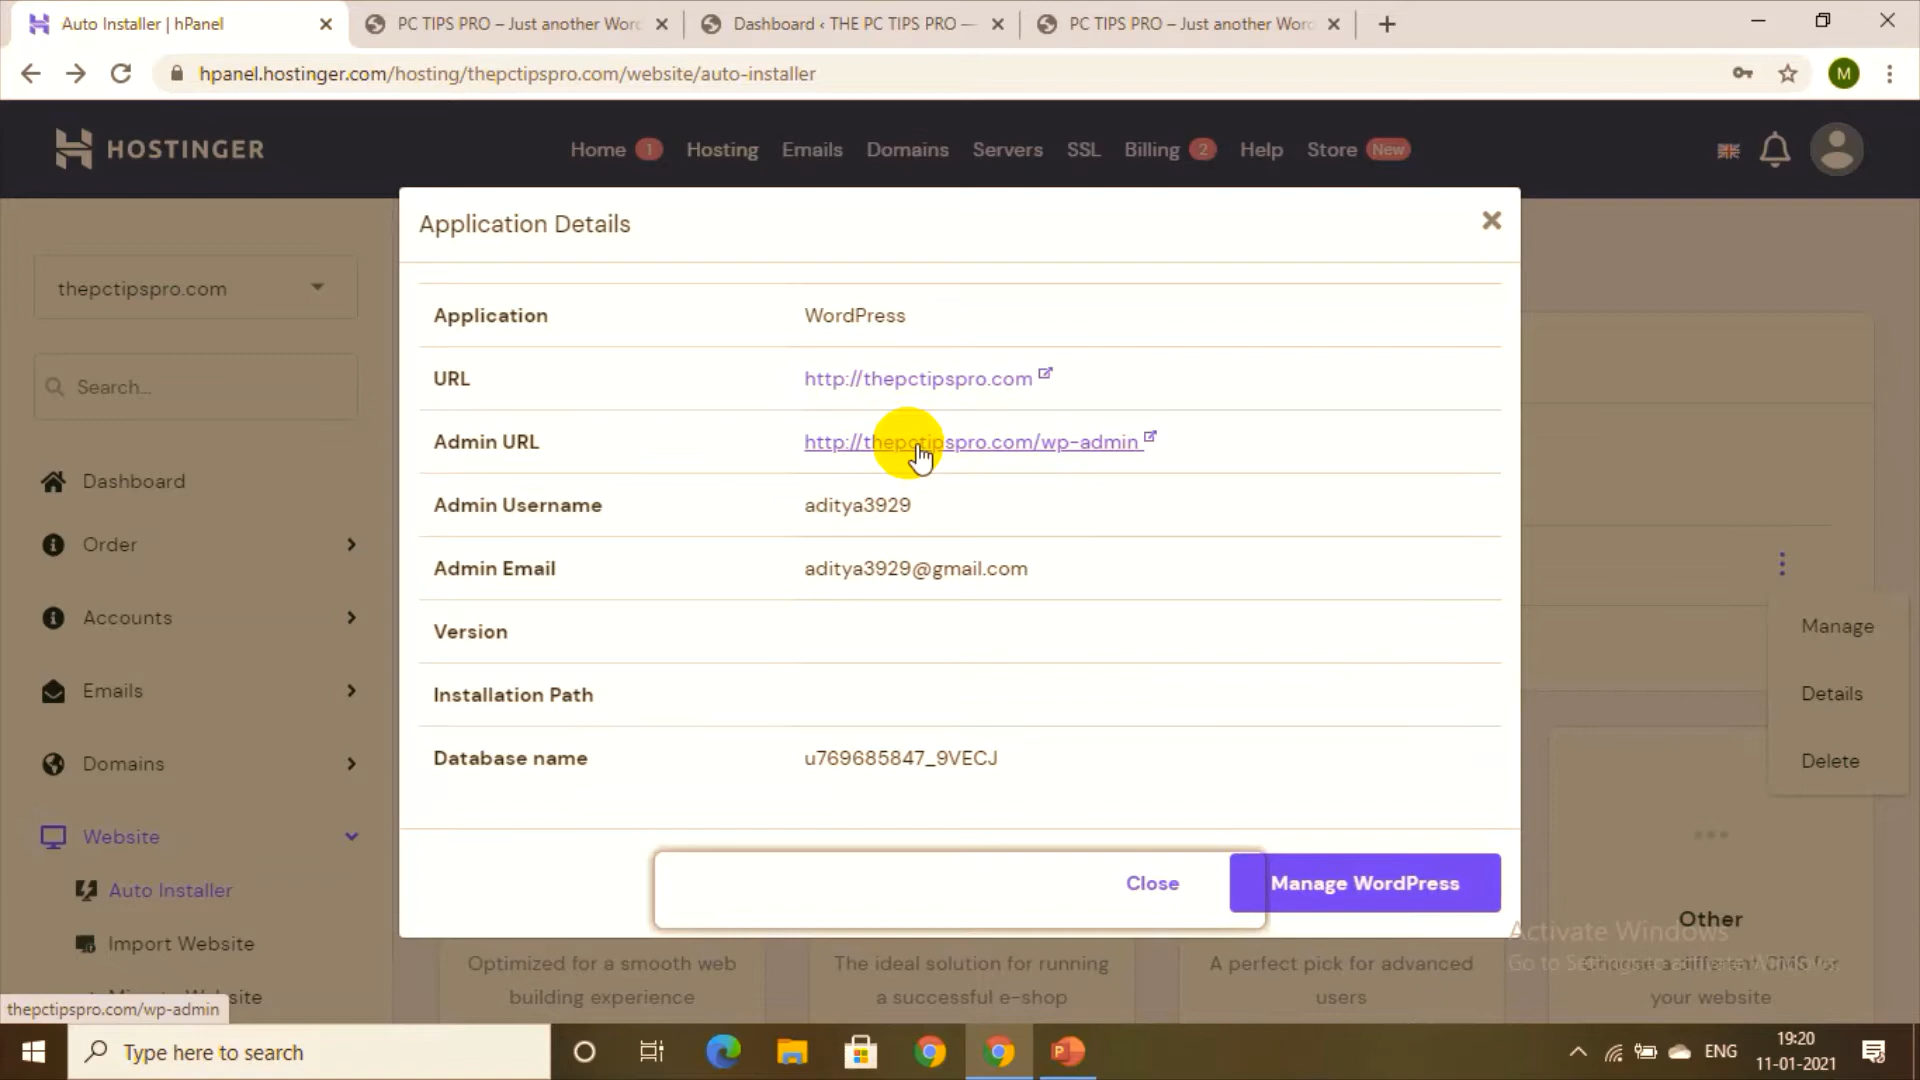 Auto Installer | hPanel
PC TIPS PRO – Just another Wor
Dashboard ‹ THE PC TIPS PRO —
PC TIPS PRO – Just another Wor
hpanel.hostinger.com/hosting/thepctipspro.com/website/auto-installer
M
HOSTINGER
Home 1 Hosting Emails Domains Servers SSL Billing 2 Help Store New
Application Details
thepctipspro.com
Search...
Dashboard
Order
Accounts
Emails
Domains
Website
Auto Installer
Import Website
Website
Application WordPress
URL http://thepctipspro.com
Admin URL http://thepctipspro.com/wp-admin
Admin Username aditya3929
Admin Email aditya3929@gmail.com
Version
Installation Path
Database name u769685847_9VECJ
Close
Manage WordPress
Manage
Details
Delete
Optimized for a smooth web
building experience
The ideal solution for running
a successful e-shop
A perfect pick for advanced
users
Other
your website
Activate Windows
thepctipspro.com/wp-admin
Type here to search
ENG
19:20
11-01-2021